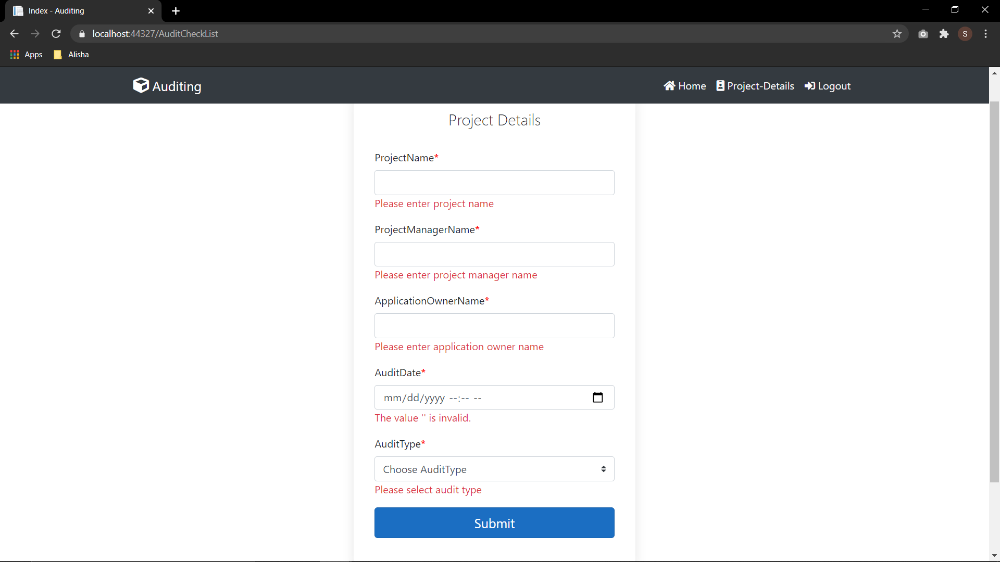 Index - Auditing
localhost:44327/AuditCheckList
S
Apps Alisha
Auditing Home Project-Details Logout
Project Details
ProjectName*
Please enter project name
ProjectManagerName*
Please enter project manager name
ApplicationOwnerName*
Please enter application owner name
AuditDate*
mm/dd/yyyy --:-- --
The value '' is invalid.
AuditType*
Choose AuditType
Please select audit type
Submit